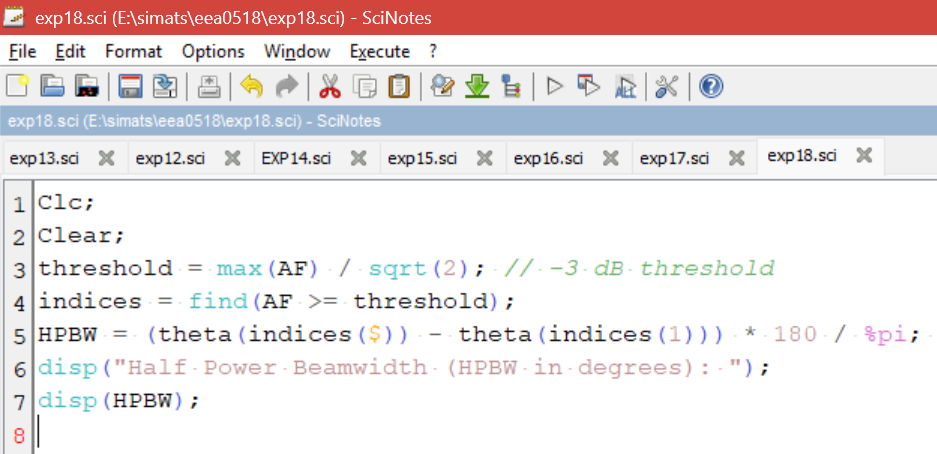 exp18.sci (E:\simats\eea0518\exp18.sci) - SciNotes
File Edit Format Options Window Execute ?
exp18.sci (E:\simats\eea0518\exp18.sci) - SciNotes
exp13.sci exp12.sci EXP14.sci exp15.sci exp16.sci exp17.sci exp18.sci
1 Clc;
2 Clear;
3 threshold = max(AF) / sqrt(2); // -3 dB threshold
4 indices = find(AF >= threshold);
5 HPBW = (theta(indices($)) - theta(indices(1))) * 180 / %pi;
6 disp("Half Power Beamwidth (HPBW in degrees): ");
7 disp(HPBW);
8